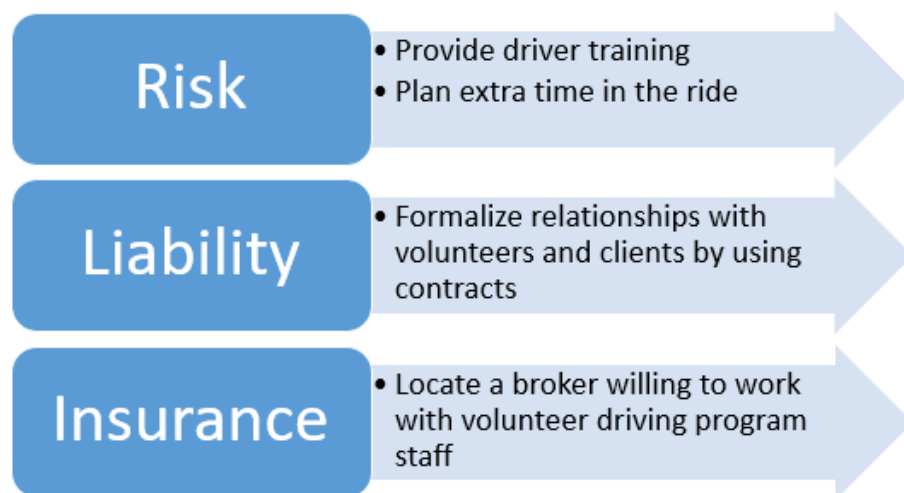 Risk
• Provide driver training
• Plan extra time in the ride
Liability
• Formalize relationships with
volunteers and clients by using
contracts
Insurance
• Locate a broker willing to work
with volunteer driving program
staff